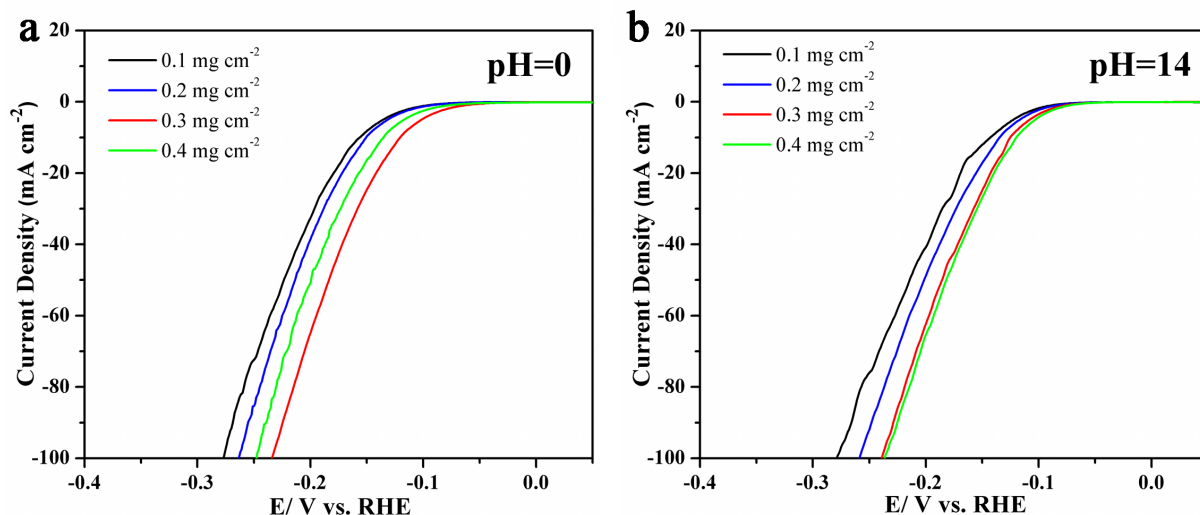 a
pH=0
0.1 mg cm⁻²
0.2 mg cm⁻²
0.3 mg cm⁻²
0.4 mg cm⁻²
Current Density (mA cm⁻²)
20
0
-20
-40
-60
-80
-100
-0.4
-0.3
-0.2
-0.1
0.0
E/ V vs. RHE
b
pH=14
0.1 mg cm⁻²
0.2 mg cm⁻²
0.3 mg cm⁻²
0.4 mg cm⁻²
Current Density (mA cm⁻²)
20
0
-20
-40
-60
-80
-100
-0.4
-0.3
-0.2
-0.1
0.0
E/ V vs. RHE